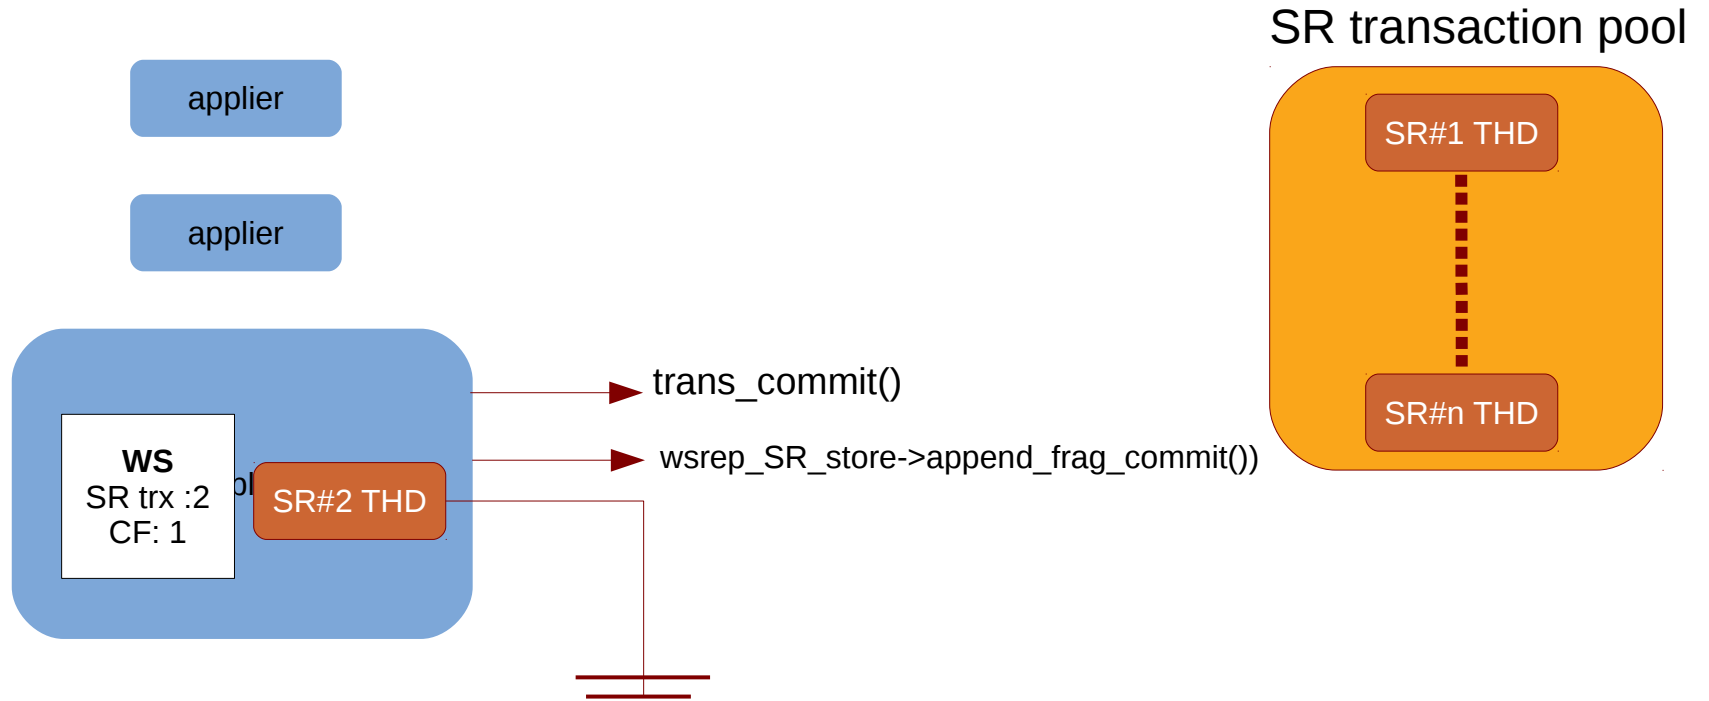 SR transaction pool
applier
SR#1 THD
applier
trans_commit()
SR#n THD
wsrep_SR_store->append_frag_commit())
WS
SR trx :2
CF: 1
SR#2 THD